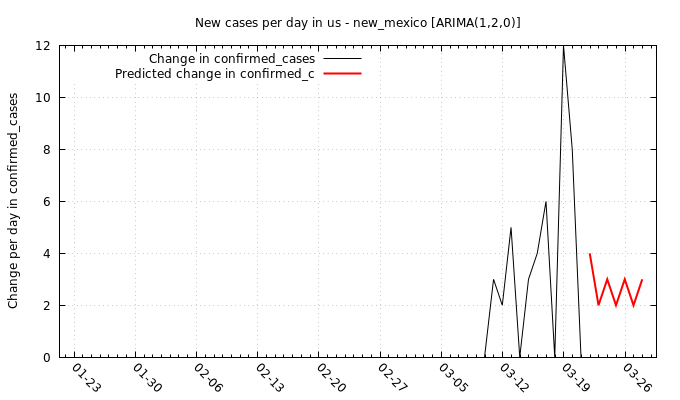 New cases per day in us - new_mexico [ARIMA(1,2,0)]
Change in confirmed_cases
Predicted change in confirmed_c
Change per day in confirmed_cases
12
10
8
6
4
2
0
01-23 01-30 02-06 02-13 02-20 02-27 03-05 03-12 03-19 03-26